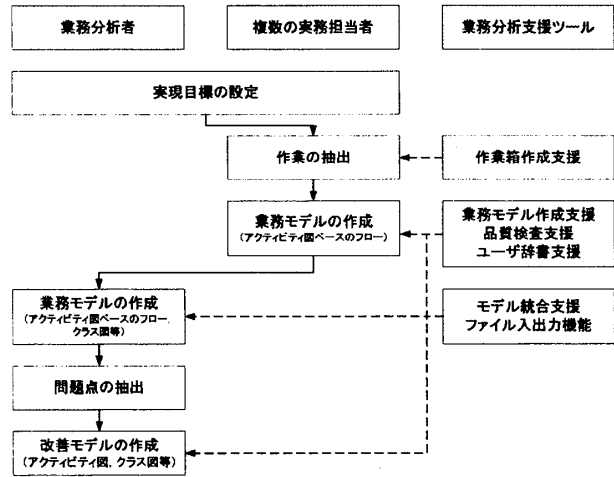 業務分析者
複数の実務担当者
業務分析支援ツール
実現目標の設定
作業の抽出
作業箱作成支援
業務モデルの作成
(アクティビティ図ベースのフロー)
業務モデル作成支援
品質検査支援
ユーザ辞書支援
業務モデルの作成
(アクティビティ図ベースのフロー、
クラス図等)
モデル統合支援
ファイル入出力機能
問題点の抽出
改善モデルの作成
(アクティビティ図、クラス図等)